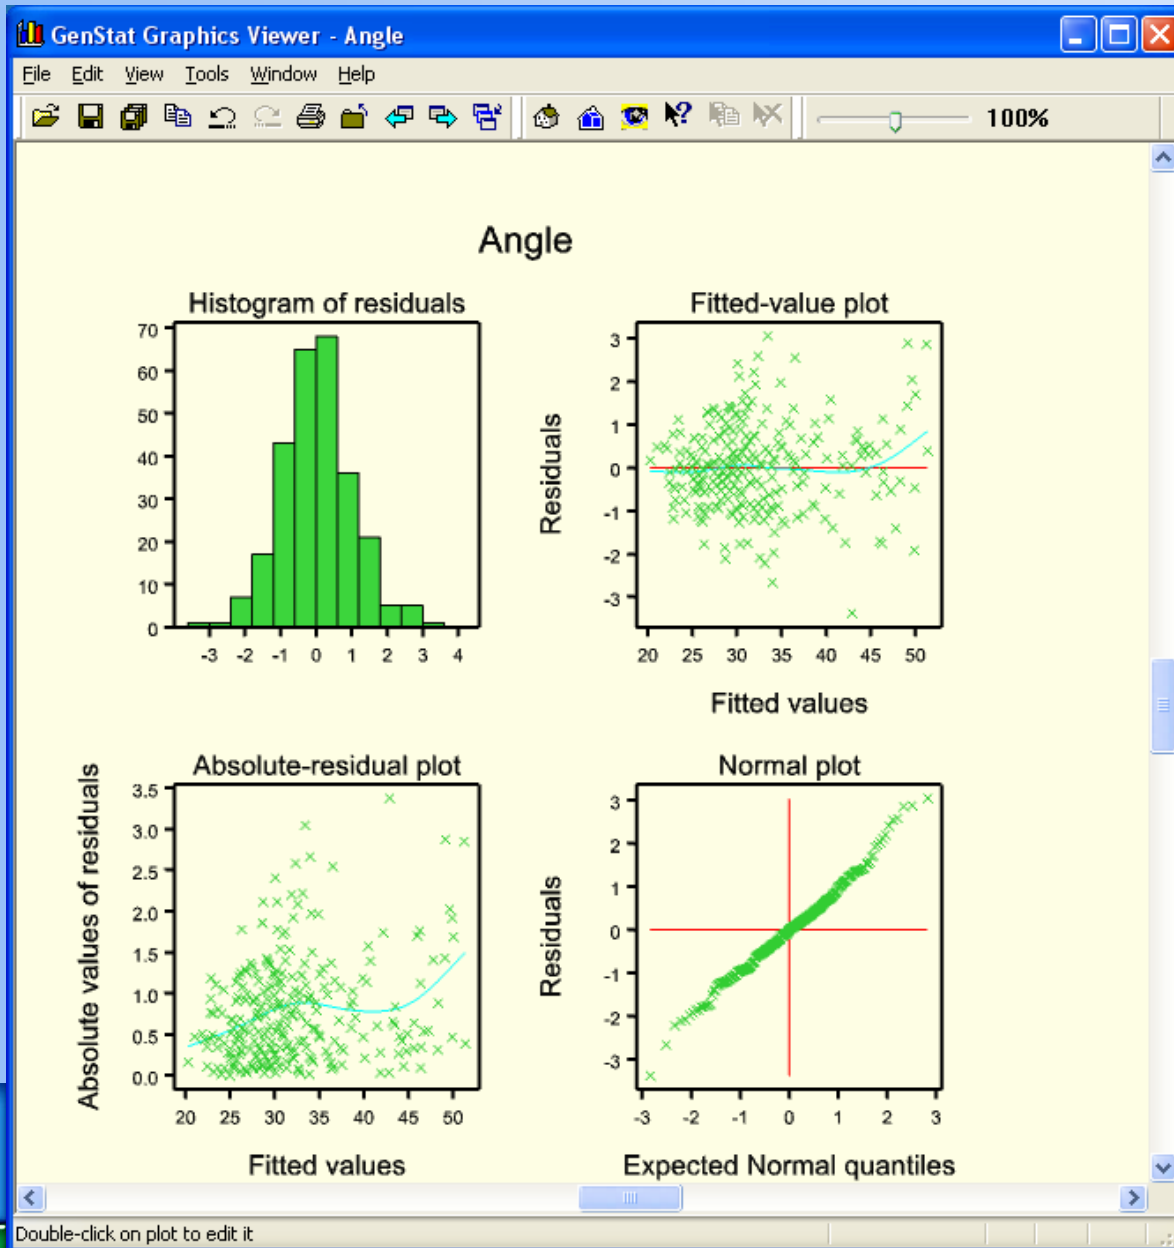 GenStat Graphics Viewer - Angle
File Edit View Tools Window Help
100%
Angle
Histogram of residuals
70
60
50
40
30
20
10
0
-3 -2 -1 0 1 2 3 4
Fitted-value plot
Residuals
3
2
1
0
-1
-2
-3
20 25 30 35 40 45 50
Fitted values
Absolute-residual plot
Absolute values of residuals
3.5
3.0
2.5
2.0
1.5
1.0
0.5
0.0
20 25 30 35 40 45 50
Fitted values
Normal plot
Residuals
3
2
1
0
-1
-2
-3
-3 -2 -1 0 1 2 3
Expected Normal quantiles
Double-click on plot to edit it